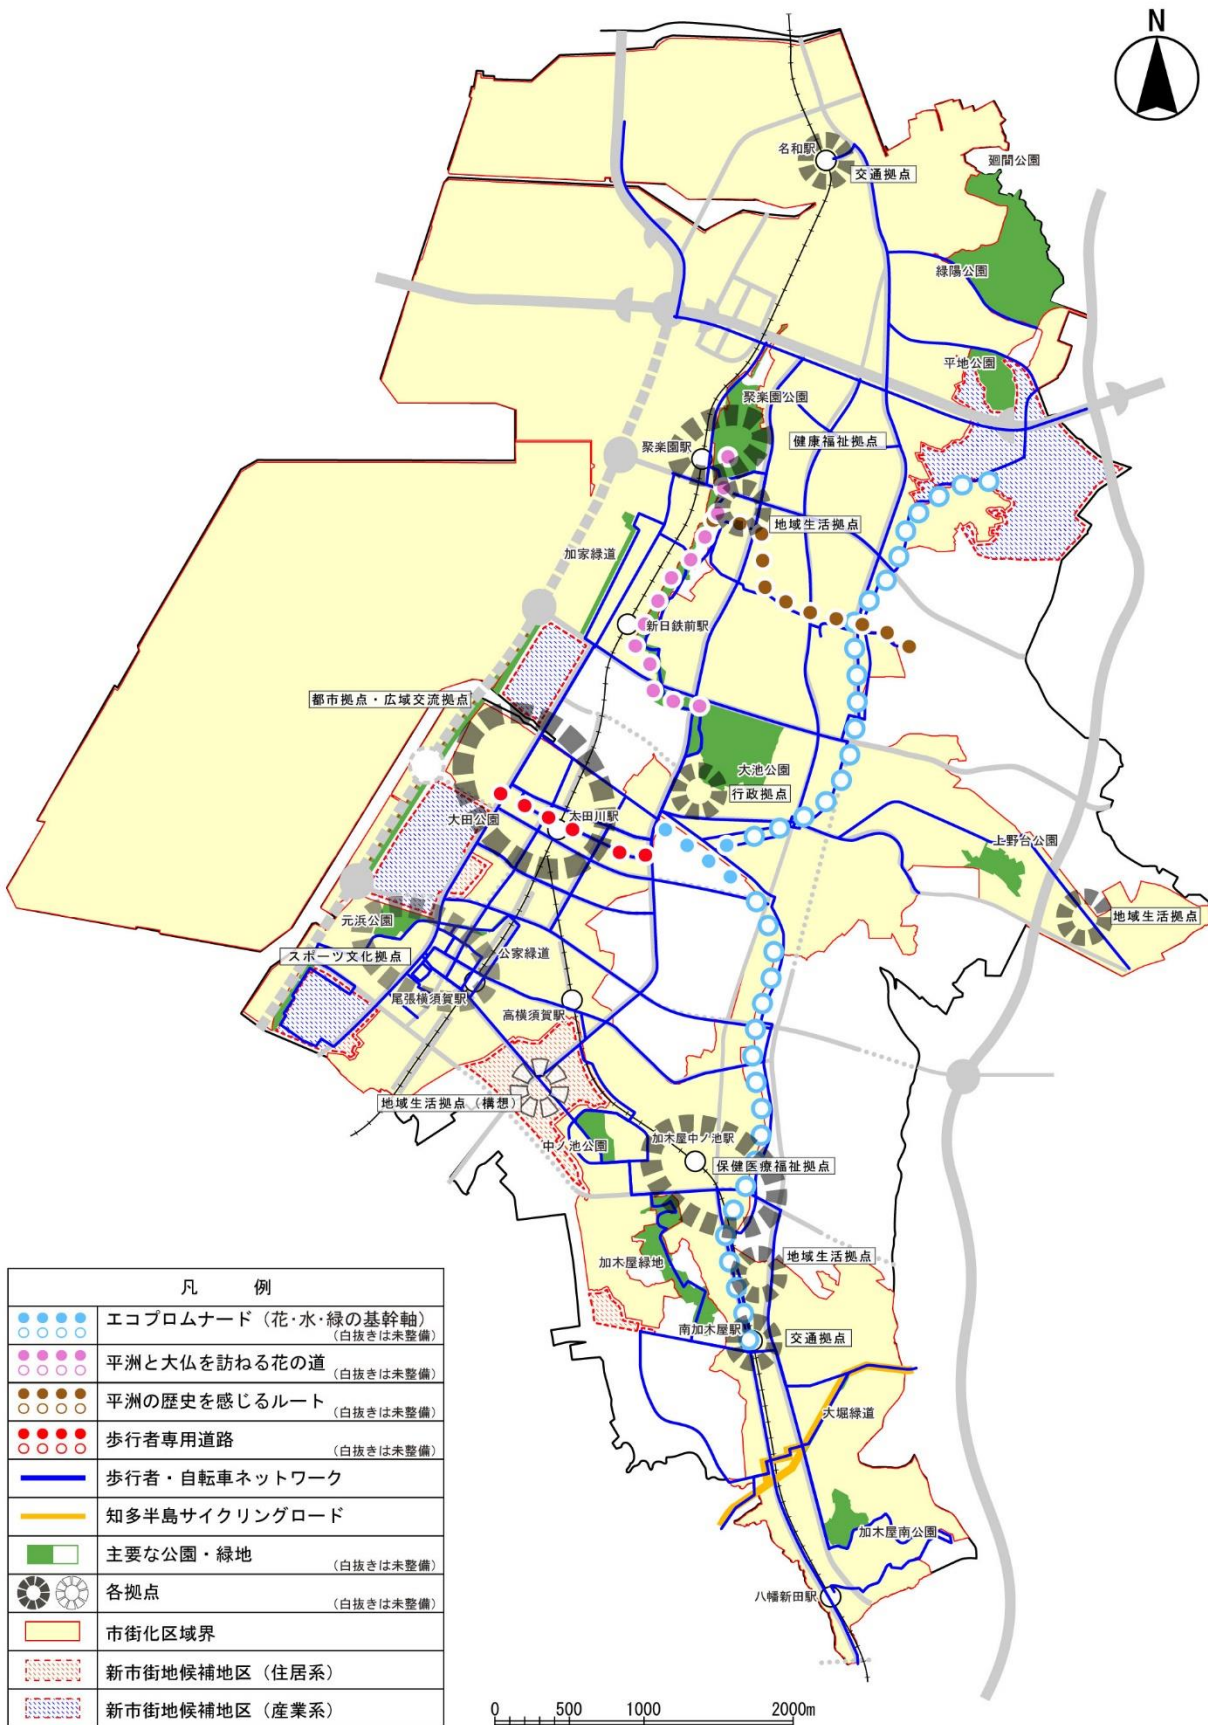 N
名和駅
交通拠点
廻間公園
緑陽公園
平地公園
聚楽園公園
聚楽園駅
健康福祉拠点
地域生活拠点
加家緑道
新日鉄前駅
都市拠点・広域交流拠点
大池公園
行政拠点
大田公園
太田川駅
上野台公園
地域生活拠点
元浜公園
スポーツ文化拠点
公家緑道
尾張横須賀駅
高横須賀駅
地域生活拠点（構想）
中ノ池公園
加木屋中ノ池駅
保健医療福祉拠点
加木屋緑地
地域生活拠点
南加木屋駅
交通拠点
大堀緑道
加木屋南公園
八幡新田駅
凡 例
エコプロムナード（花・水・緑の基幹軸）
（白抜きは未整備）
平洲と大仏を訪ねる花の道
（白抜きは未整備）
平洲の歴史を感じるルート
（白抜きは未整備）
歩行者専用道路
（白抜きは未整備）
歩行者・自転車ネットワーク
知多半島サイクリングロード
主要な公園・緑地
（白抜きは未整備）
各拠点
（白抜きは未整備）
市街化区域界
新市街地候補地区（住居系）
新市街地候補地区（産業系）
0 500 1000 2000m